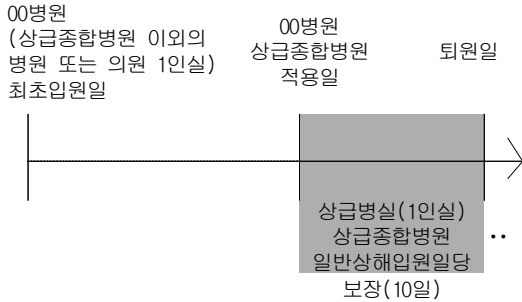 00병원
(상급종합병원 이외의
병원 또는 의원 1인실)
최초입원일
00병원
상급종합병원
적용일
퇴원일
상급병실(1인실)
상급종합병원
일반상해입원일당
보장(10일)
··